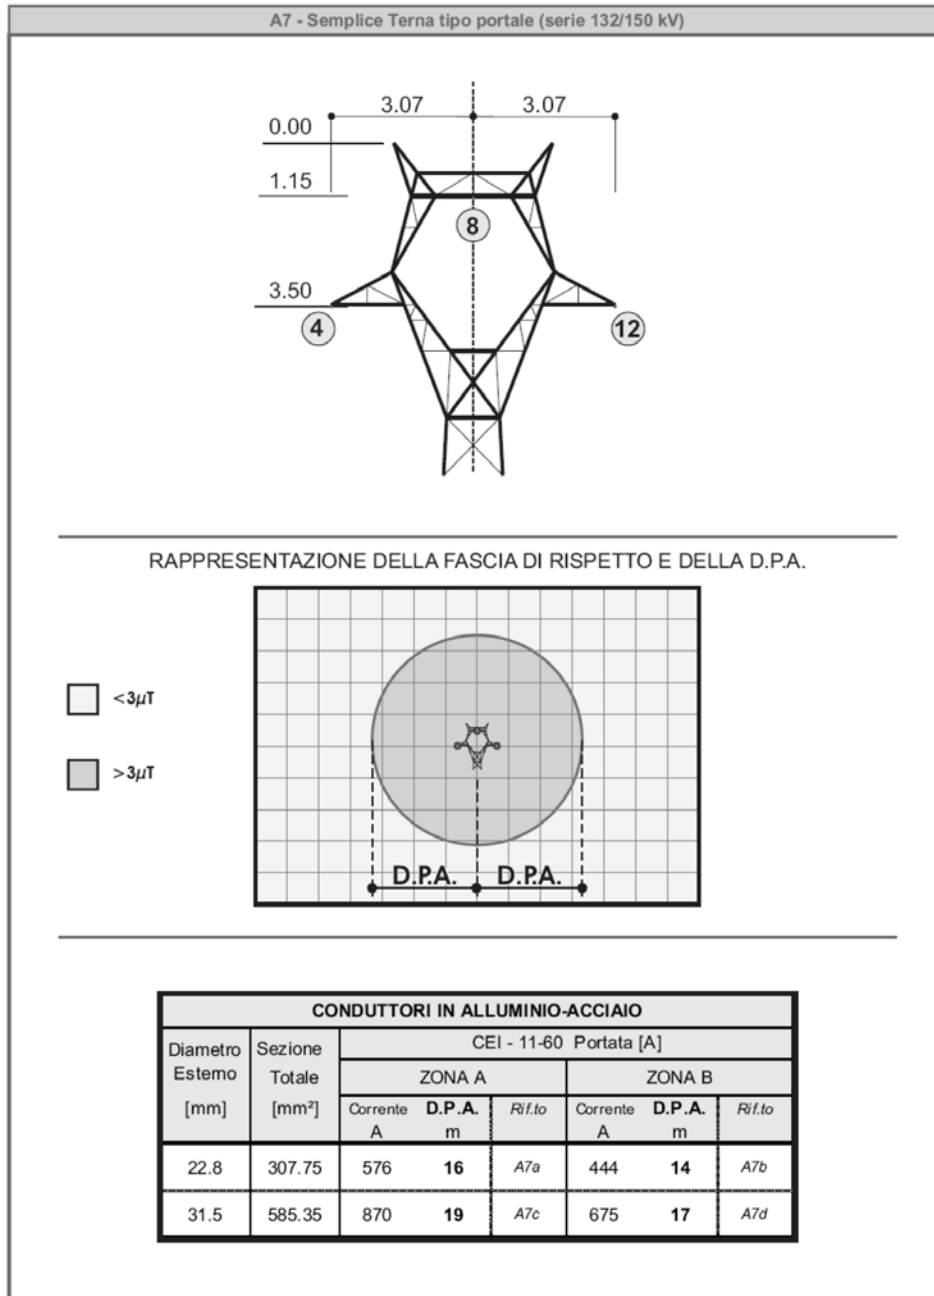 A7 - Semplice Terna tipo portale (serie 132/150 kV)
3.07 3.07
0.00
1.15
8
3.50
4 12
RAPPRESENTAZIONE DELLA FASCIA DI RISPETTO E DELLA D.P.A.
<3μT
>3μT
D.P.A. D.P.A.
CONDUTTORI IN ALLUMINIO-ACCIAIO
Diametro Esterno [mm] Sezione Totale [mm²] CEI - 11-60 Portata [A]
ZONA A ZONA B
Corrente A D.P.A. m Rif.to Corrente A D.P.A. m Rif.to
22.8 307.75 576 16 A7a 444 14 A7b
31.5 585.35 870 19 A7c 675 17 A7d